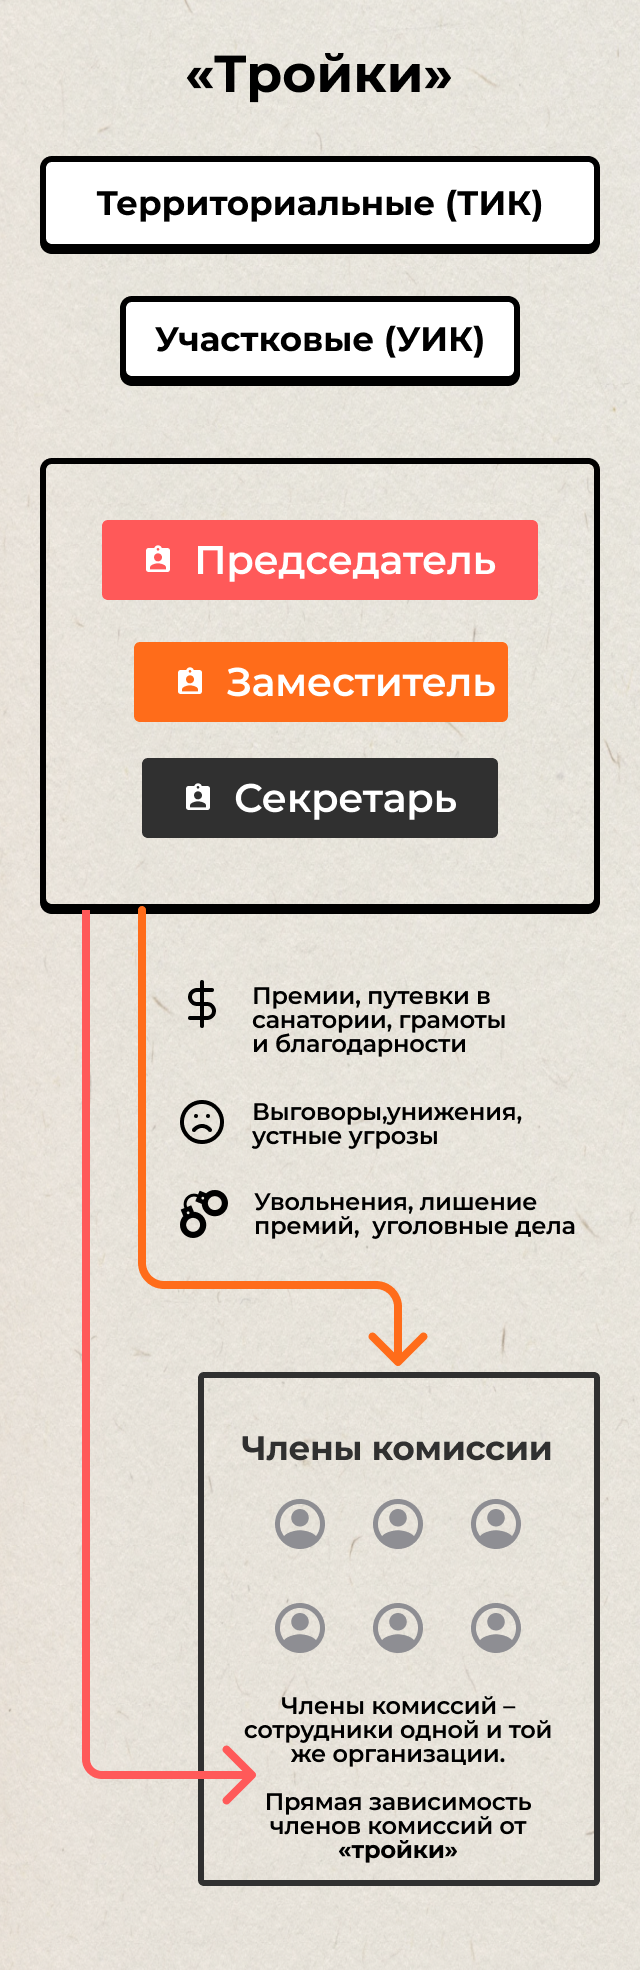 «Тройки»
Территориальные (ТИК)
Участковые (УИК)
Председатель
Заместитель
Секретарь
Премии, путевки в
санатории, грамоты
и благодарности
Выговоры,унижения,
устные угрозы
Увольнения, лишение
премий,  уголовные дела
Члены комиссии
Члены комиссий –
сотрудники одной и той
же организации.
Прямая зависимость
членов комиссий от
«тройки»